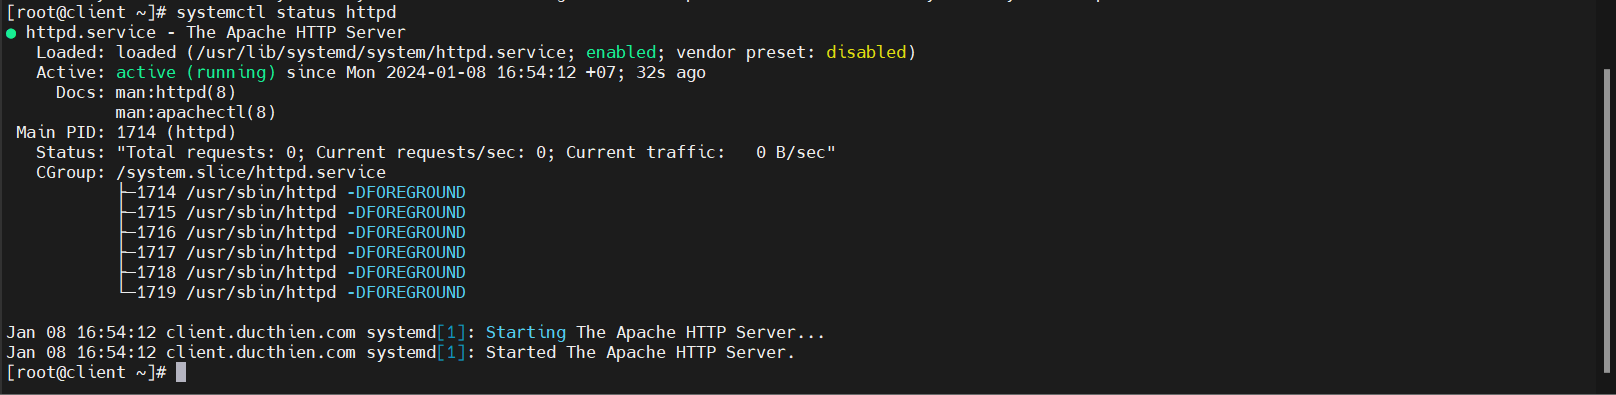 [root@client ~]# systemctl status httpd
● httpd.service - The Apache HTTP Server
   Loaded: loaded (/usr/lib/systemd/system/httpd.service; enabled; vendor preset: disabled)
   Active: active (running) since Mon 2024-01-08 16:54:12 +07; 32s ago
     Docs: man:httpd(8)
           man:apachectl(8)
 Main PID: 1714 (httpd)
   Status: "Total requests: 0; Current requests/sec: 0; Current traffic:   0 B/sec"
   CGroup: /system.slice/httpd.service
           ├─1714 /usr/sbin/httpd -DFOREGROUND
           ├─1715 /usr/sbin/httpd -DFOREGROUND
           ├─1716 /usr/sbin/httpd -DFOREGROUND
           ├─1717 /usr/sbin/httpd -DFOREGROUND
           ├─1718 /usr/sbin/httpd -DFOREGROUND
           └─1719 /usr/sbin/httpd -DFOREGROUND

Jan 08 16:54:12 client.ducthien.com systemd[1]: Starting The Apache HTTP Server...
Jan 08 16:54:12 client.ducthien.com systemd[1]: Started The Apache HTTP Server.
[root@client ~]#